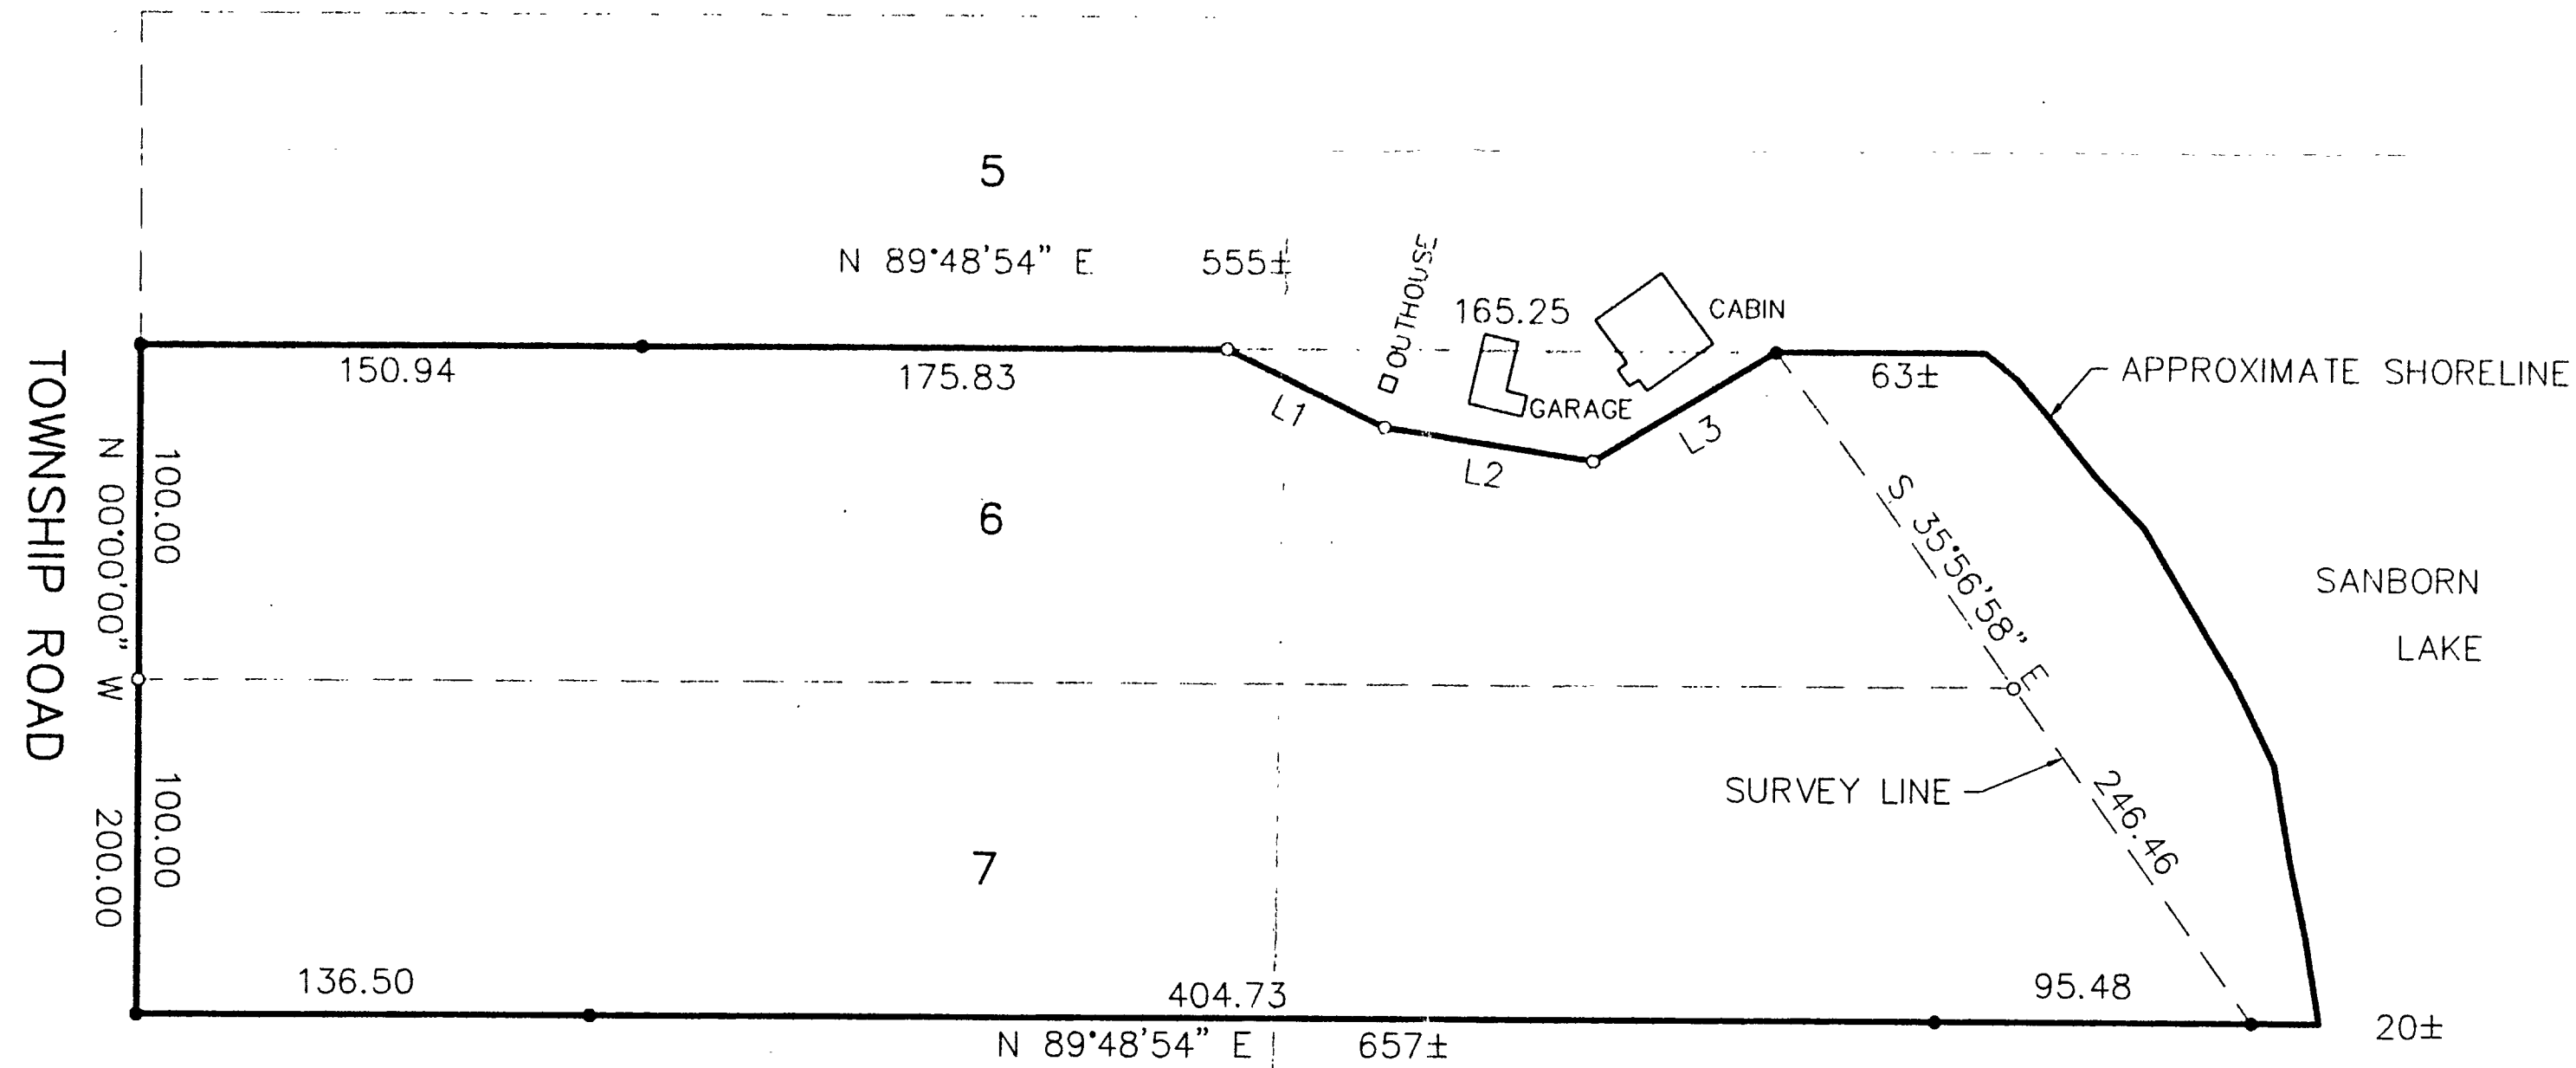 5
N 89°48'54" E 555±
OUTHOUSE
165.25
CABIN
150.94
175.83
63±
APPROXIMATE SHORELINE
GARAGE
L1
L2
L3
TOWNSHIP ROAD
N 00°00'00" W 200.00
100.00
6
S 35°56'58" E 246.46
SANBORN
LAKE
SURVEY LINE
100.00
7
136.50
404.73
95.48
N 89°48'54" E 657±
20±